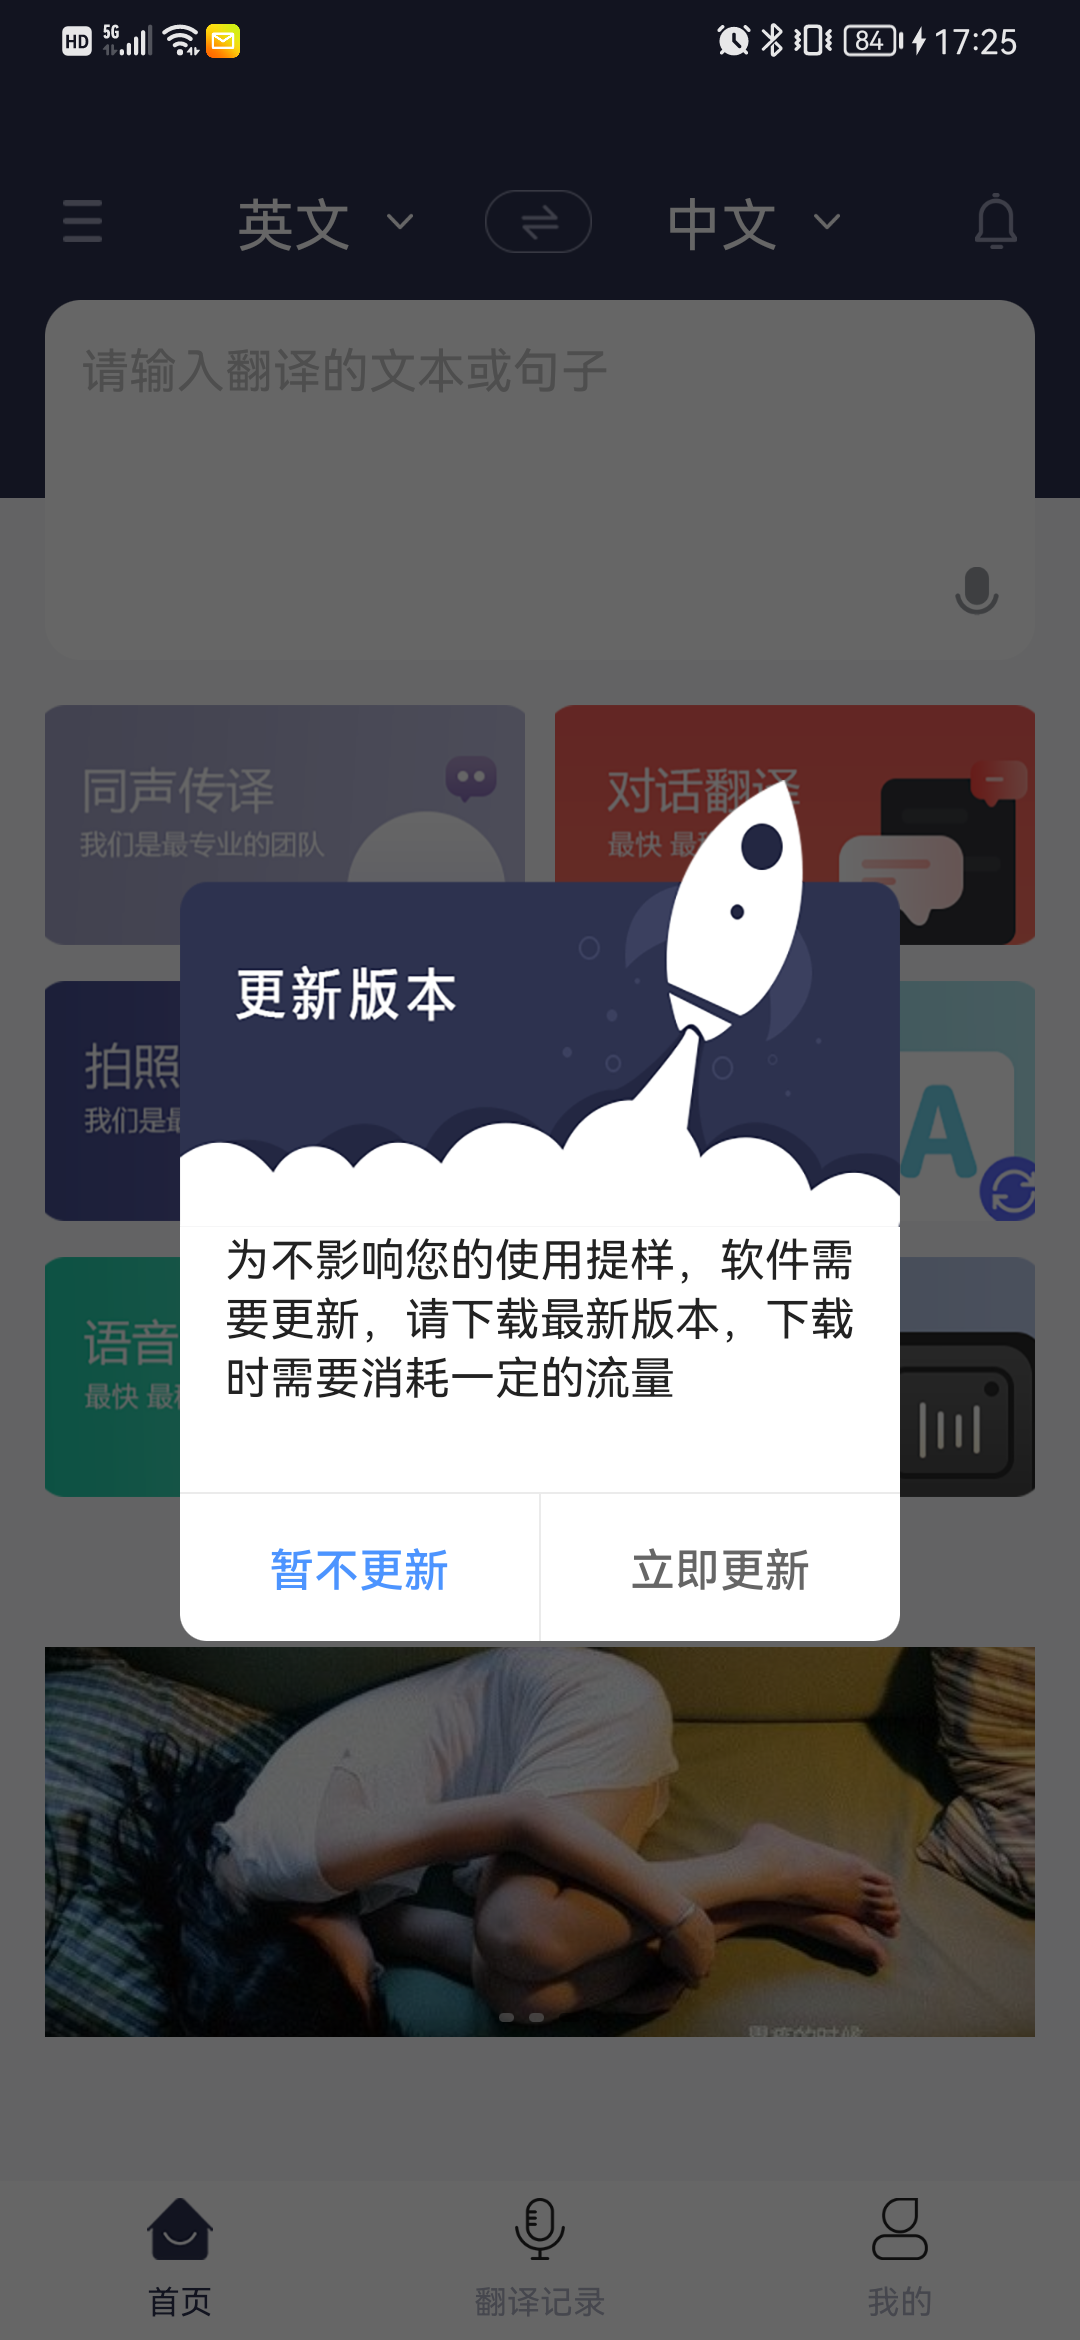 HD 5G 84 17:25
英文 中文
请输入翻译的文本或句子
同声传译
我们是最专业的团队
对话翻译
最快 最
更新版本
拍照
我们是最
A
为不影响您的使用提样，软件需
要更新，请下载最新版本，下载
时需要消耗一定的流量
语音
最快 最
暂不更新 立即更新
首页 翻译记录 我的